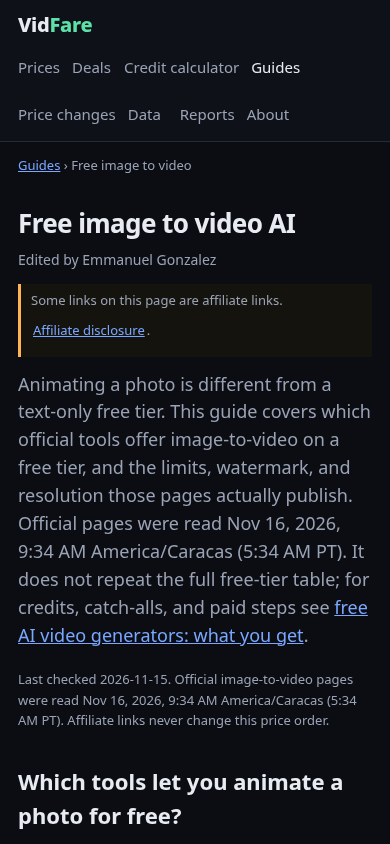 VidFare
Prices Deals Credit calculator Guides
Price changes Data Reports About
Guides › Free image to video
Free image to video AI
Edited by Emmanuel Gonzalez
Some links on this page are affiliate links.
Affiliate disclosure.
Animating a photo is different from a
text-only free tier. This guide covers which
official tools offer image-to-video on a
free tier, and the limits, watermark, and
resolution those pages actually publish.
Official pages were read Nov 16, 2026,
9:34 AM America/Caracas (5:34 AM PT). It
does not repeat the full free-tier table; for
credits, catch-alls, and paid steps see free
AI video generators: what you get.
Last checked 2026-11-15. Official image-to-video pages
were read Nov 16, 2026, 9:34 AM America/Caracas (5:34
AM PT). Affiliate links never change this price order.
Which tools let you animate a
photo for free?